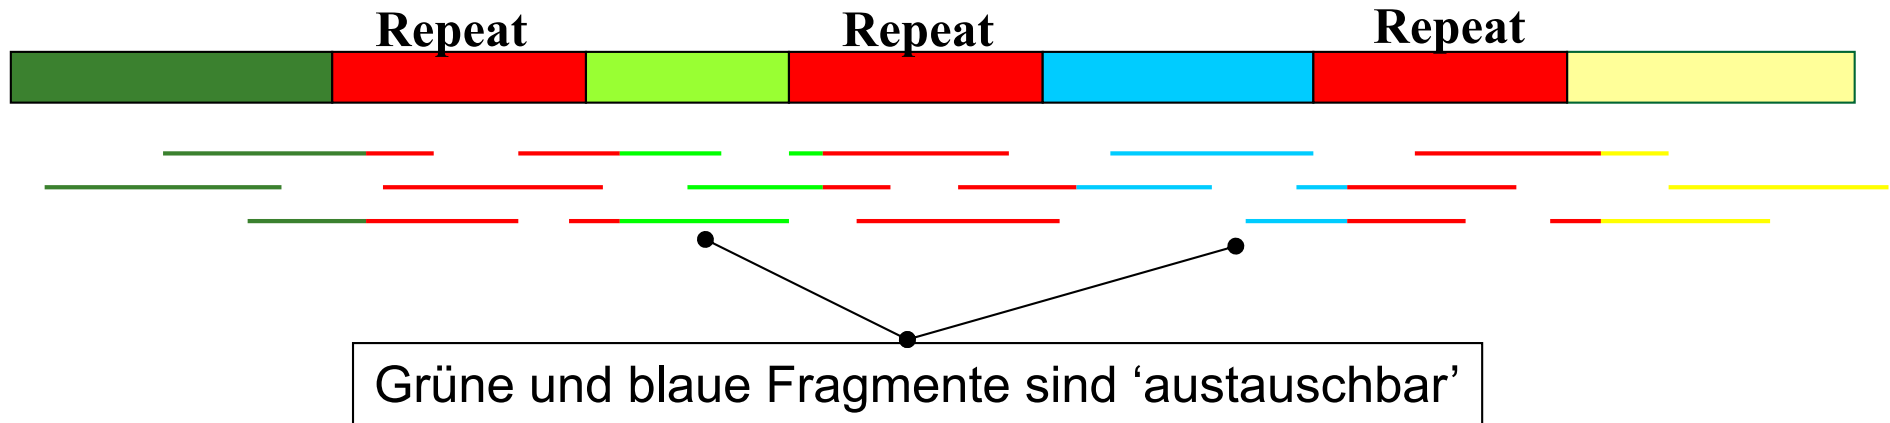 Repeat Repeat Repeat
Grüne und blaue Fragmente sind ‘austauschbar’